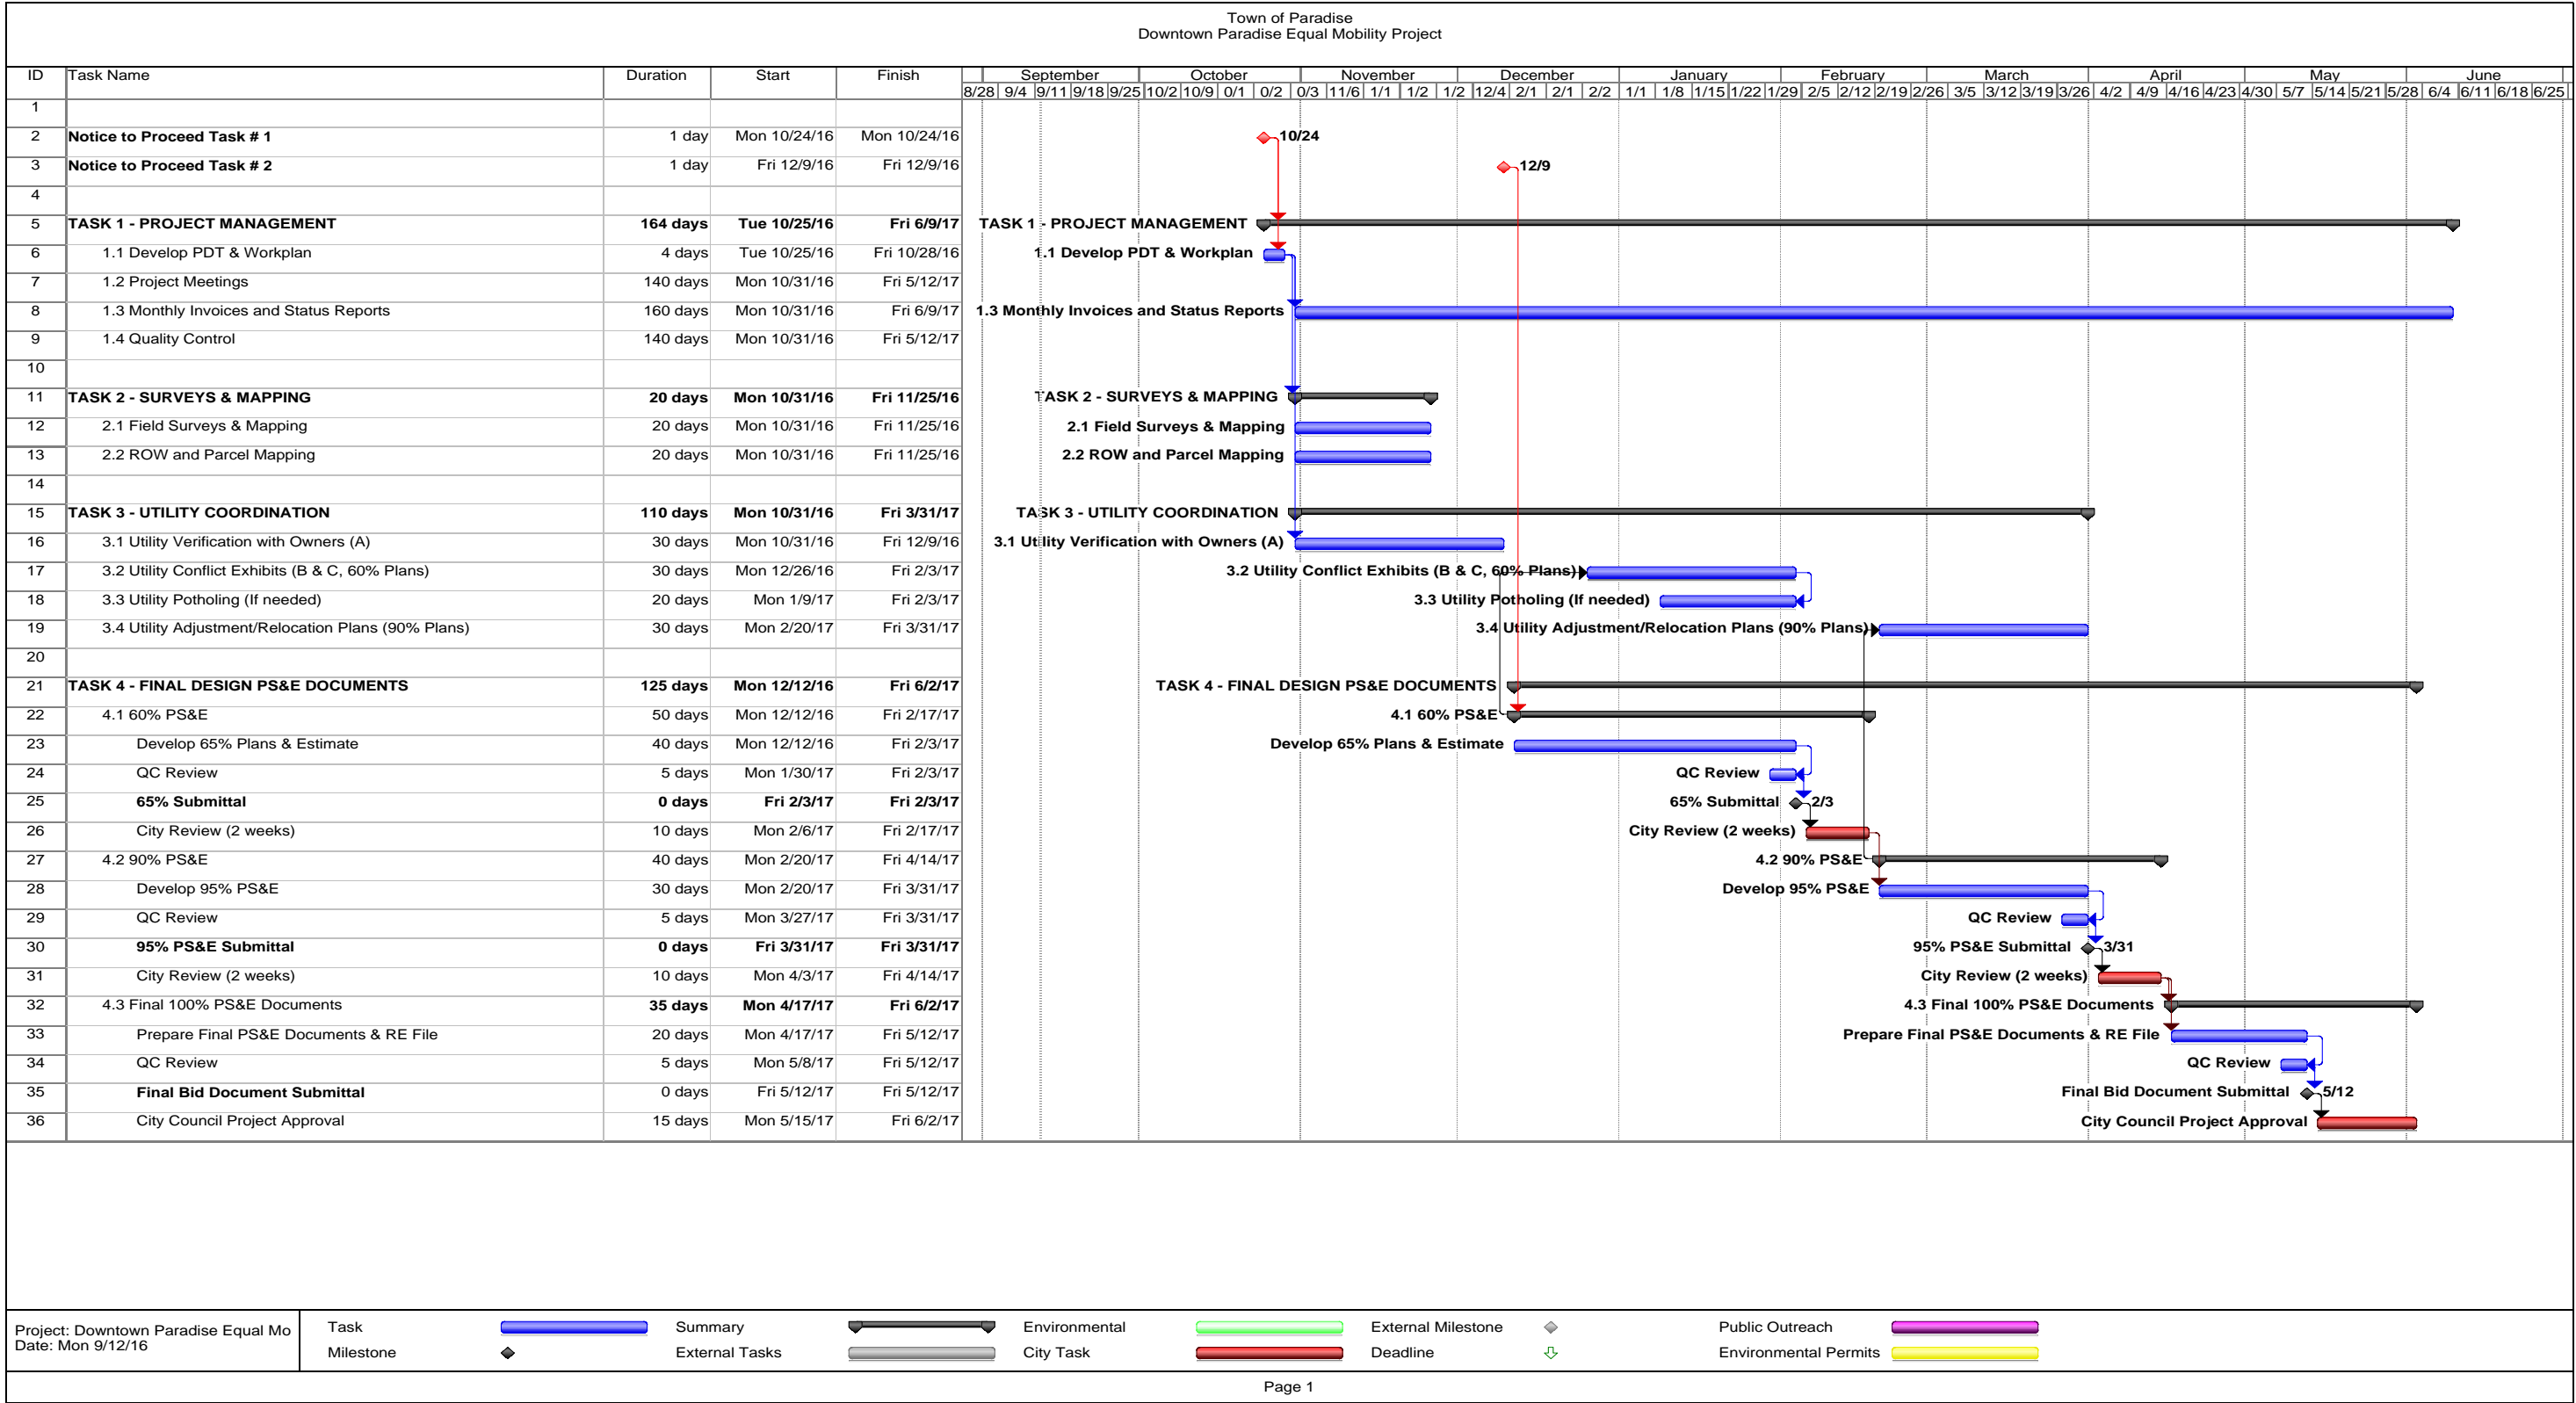 Town of Paradise
Downtown Paradise Equal Mobility Project
ID Task Name Duration Start Finish September October November December January February March April May June
8/28 9/4 9/11 9/18 9/25 10/2 10/9 0/1 0/2 0/3 11/6 1/1 1/2 1/2 12/4 2/1 2/1 2/2 1/1 1/8 1/15 1/22 1/29 2/5 2/12 2/19 2/26 3/5 3/12 3/19 3/26 4/2 4/9 4/16 4/23 4/30 5/7 5/14 5/21 5/28 6/4 6/11 6/18 6/25
1
2 Notice to Proceed Task # 1 1 day Mon 10/24/16 Mon 10/24/16 10/24
3 Notice to Proceed Task # 2 1 day Fri 12/9/16 Fri 12/9/16 12/9
4
5 TASK 1 - PROJECT MANAGEMENT 164 days Tue 10/25/16 Fri 6/9/17 TASK 1 - PROJECT MANAGEMENT
6 1.1 Develop PDT & Workplan 4 days Tue 10/25/16 Fri 10/28/16 1.1 Develop PDT & Workplan
7 1.2 Project Meetings 140 days Mon 10/31/16 Fri 5/12/17
8 1.3 Monthly Invoices and Status Reports 160 days Mon 10/31/16 Fri 6/9/17 1.3 Monthly Invoices and Status Reports
9 1.4 Quality Control 140 days Mon 10/31/16 Fri 5/12/17
10
11 TASK 2 - SURVEYS & MAPPING 20 days Mon 10/31/16 Fri 11/25/16 TASK 2 - SURVEYS & MAPPING
12 2.1 Field Surveys & Mapping 20 days Mon 10/31/16 Fri 11/25/16 2.1 Field Surveys & Mapping
13 2.2 ROW and Parcel Mapping 20 days Mon 10/31/16 Fri 11/25/16 2.2 ROW and Parcel Mapping
14
15 TASK 3 - UTILITY COORDINATION 110 days Mon 10/31/16 Fri 3/31/17 TASK 3 - UTILITY COORDINATION
16 3.1 Utility Verification with Owners (A) 30 days Mon 10/31/16 Fri 12/9/16 3.1 Utility Verification with Owners (A)
17 3.2 Utility Conflict Exhibits (B & C, 60% Plans) 30 days Mon 12/26/16 Fri 2/3/17 3.2 Utility Conflict Exhibits (B & C, 60% Plans)
18 3.3 Utility Potholing (If needed) 20 days Mon 1/9/17 Fri 2/3/17 3.3 Utility Potholing (If needed)
19 3.4 Utility Adjustment/Relocation Plans (90% Plans) 30 days Mon 2/20/17 Fri 3/31/17 3.4 Utility Adjustment/Relocation Plans (90% Plans)
20
21 TASK 4 - FINAL DESIGN PS&E DOCUMENTS 125 days Mon 12/12/16 Fri 6/2/17 TASK 4 - FINAL DESIGN PS&E DOCUMENTS
22 4.1 60% PS&E 50 days Mon 12/12/16 Fri 2/17/17 4.1 60% PS&E
23 Develop 65% Plans & Estimate 40 days Mon 12/12/16 Fri 2/3/17 Develop 65% Plans & Estimate
24 QC Review 5 days Mon 1/30/17 Fri 2/3/17 QC Review
25 65% Submittal 0 days Fri 2/3/17 Fri 2/3/17 65% Submittal 2/3
26 City Review (2 weeks) 10 days Mon 2/6/17 Fri 2/17/17 City Review (2 weeks)
27 4.2 90% PS&E 40 days Mon 2/20/17 Fri 4/14/17 4.2 90% PS&E
28 Develop 95% PS&E 30 days Mon 2/20/17 Fri 3/31/17 Develop 95% PS&E
29 QC Review 5 days Mon 3/27/17 Fri 3/31/17 QC Review
30 95% PS&E Submittal 0 days Fri 3/31/17 Fri 3/31/17 95% PS&E Submittal 3/31
31 City Review (2 weeks) 10 days Mon 4/3/17 Fri 4/14/17 City Review (2 weeks)
32 4.3 Final 100% PS&E Documents 35 days Mon 4/17/17 Fri 6/2/17 4.3 Final 100% PS&E Documents
33 Prepare Final PS&E Documents & RE File 20 days Mon 4/17/17 Fri 5/12/17 Prepare Final PS&E Documents & RE File
34 QC Review 5 days Mon 5/8/17 Fri 5/12/17 QC Review
35 Final Bid Document Submittal 0 days Fri 5/12/17 Fri 5/12/17 Final Bid Document Submittal 5/12
36 City Council Project Approval 15 days Mon 5/15/17 Fri 6/2/17 City Council Project Approval
Project: Downtown Paradise Equal Mo
Date: Mon 9/12/16
Task Summary Environmental External Milestone Public Outreach
Milestone External Tasks City Task Deadline Environmental Permits
Page 1